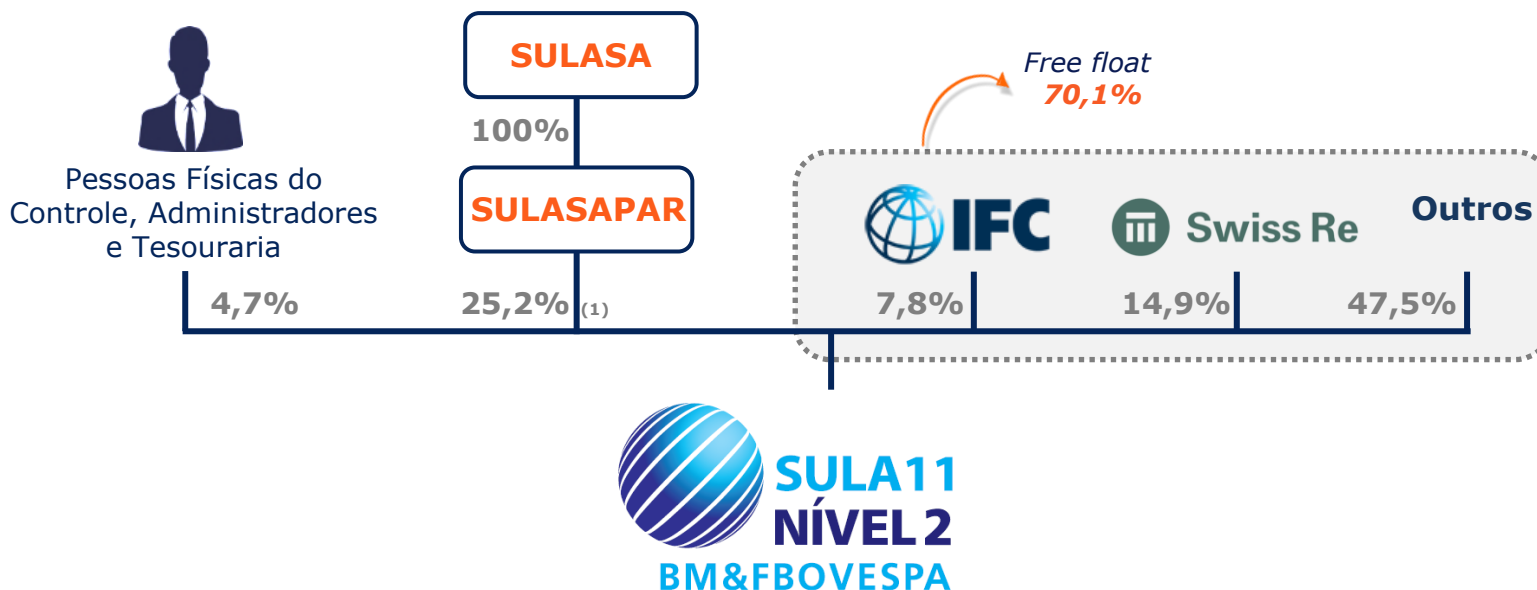 SULASA
100%
SULASAPAR
Pessoas Físicas do
Controle, Administradores
e Tesouraria
Free float
70,1%
IFC
Swiss Re
Outros
4,7%
25,2% (1)
7,8%
14,9%
47,5%
SULA11
NÍVEL 2
BM&FBOVESPA